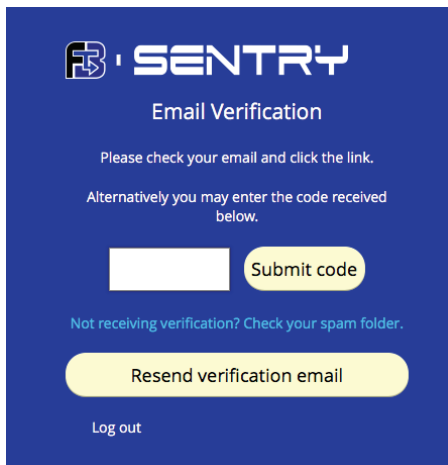 SENTRY
Email Verification
Please check your email and click the link.
Alternatively you may enter the code received
below.
Submit code
Not receiving verification? Check your spam folder.
Resend verification email
Log out